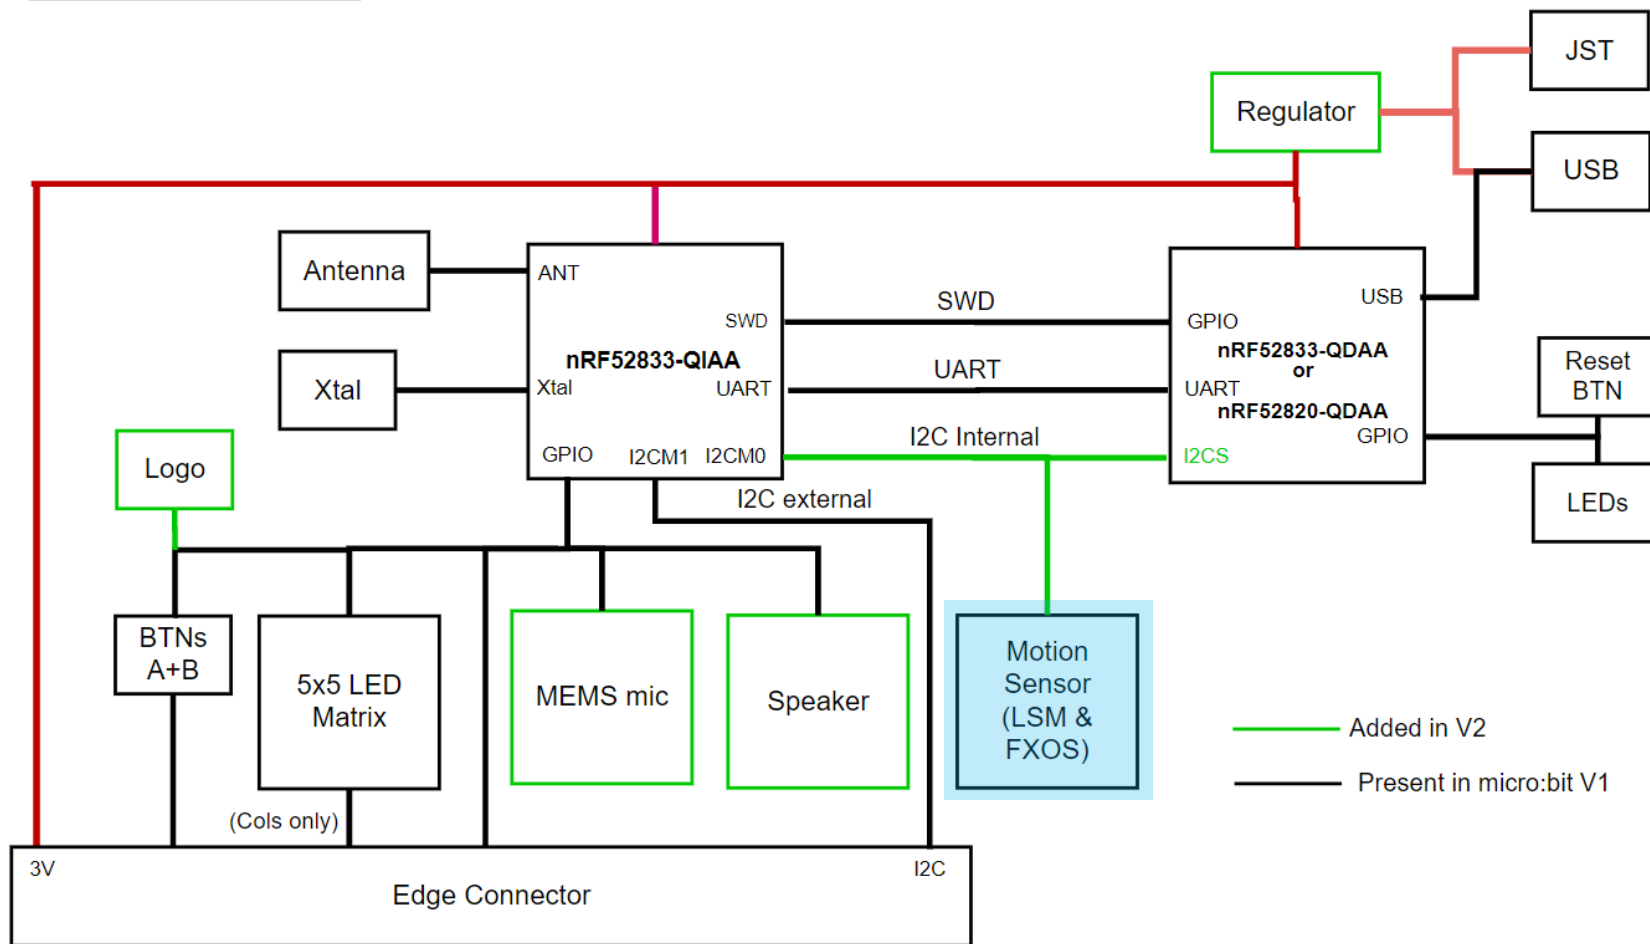 JST
Regulator
USB
Antenna
ANT
USB
SWD
SWD
GPIO
nRF52833-QIAA
nRF52833-QDAA
or
nRF52820-QDAA
Xtal
Xtal
UART
UART
UART
Reset
BTN
GPIO
I2C Internal
Logo
GPIO
I2CM1
I2CM0
I2CS
I2C external
LEDs
BTNs
A+B
5x5 LED
Matrix
MEMS mic
Speaker
Motion
Sensor
(LSM &
FXOS)
Added in V2
Present in micro:bit V1
(Cols only)
3V
I2C
Edge Connector